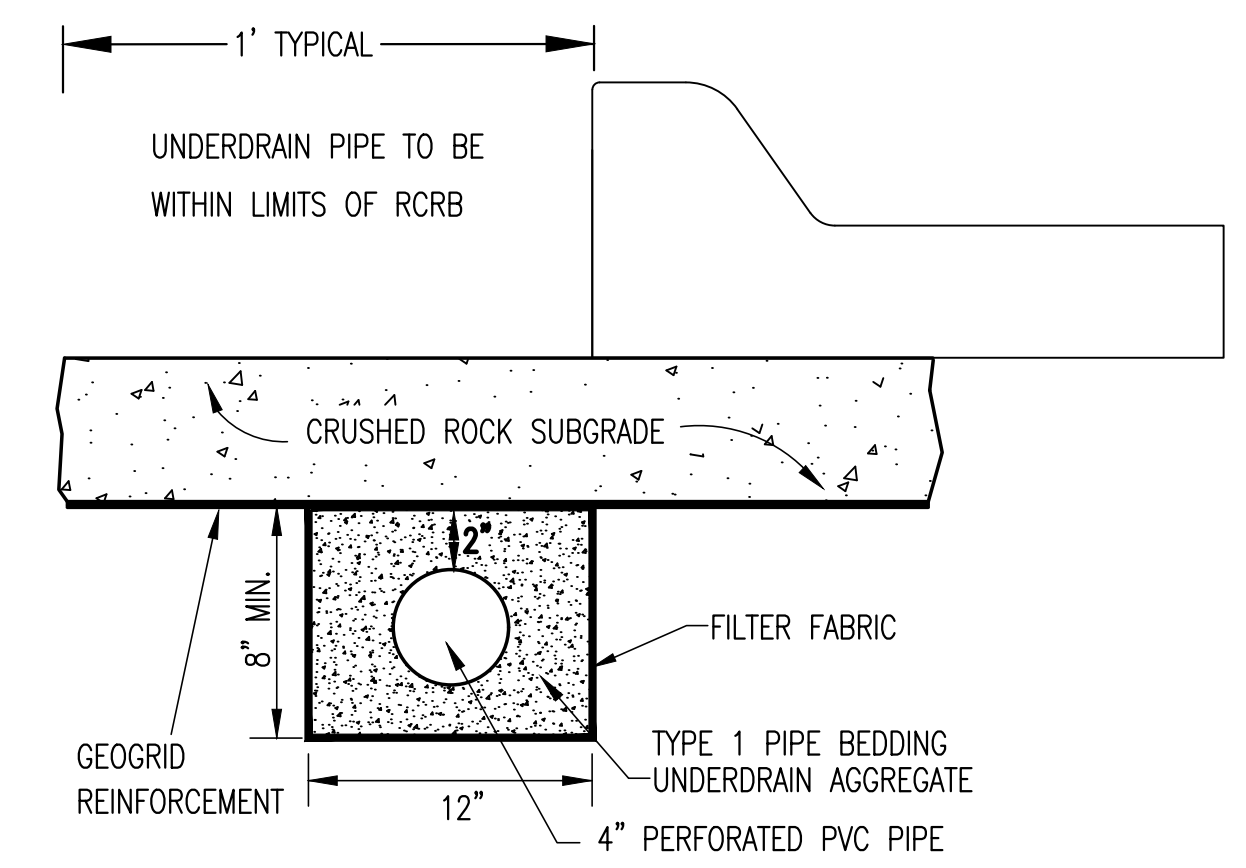 1' TYPICAL
UNDERDRAIN PIPE TO BE
WITHIN LIMITS OF RCRB
CRUSHED ROCK SUBGRADE
2"
8" MIN.
FILTER FABRIC
GEOGRID
REINFORCEMENT
TYPE 1 PIPE BEDDING
UNDERDRAIN AGGREGATE
12"
4" PERFORATED PVC PIPE